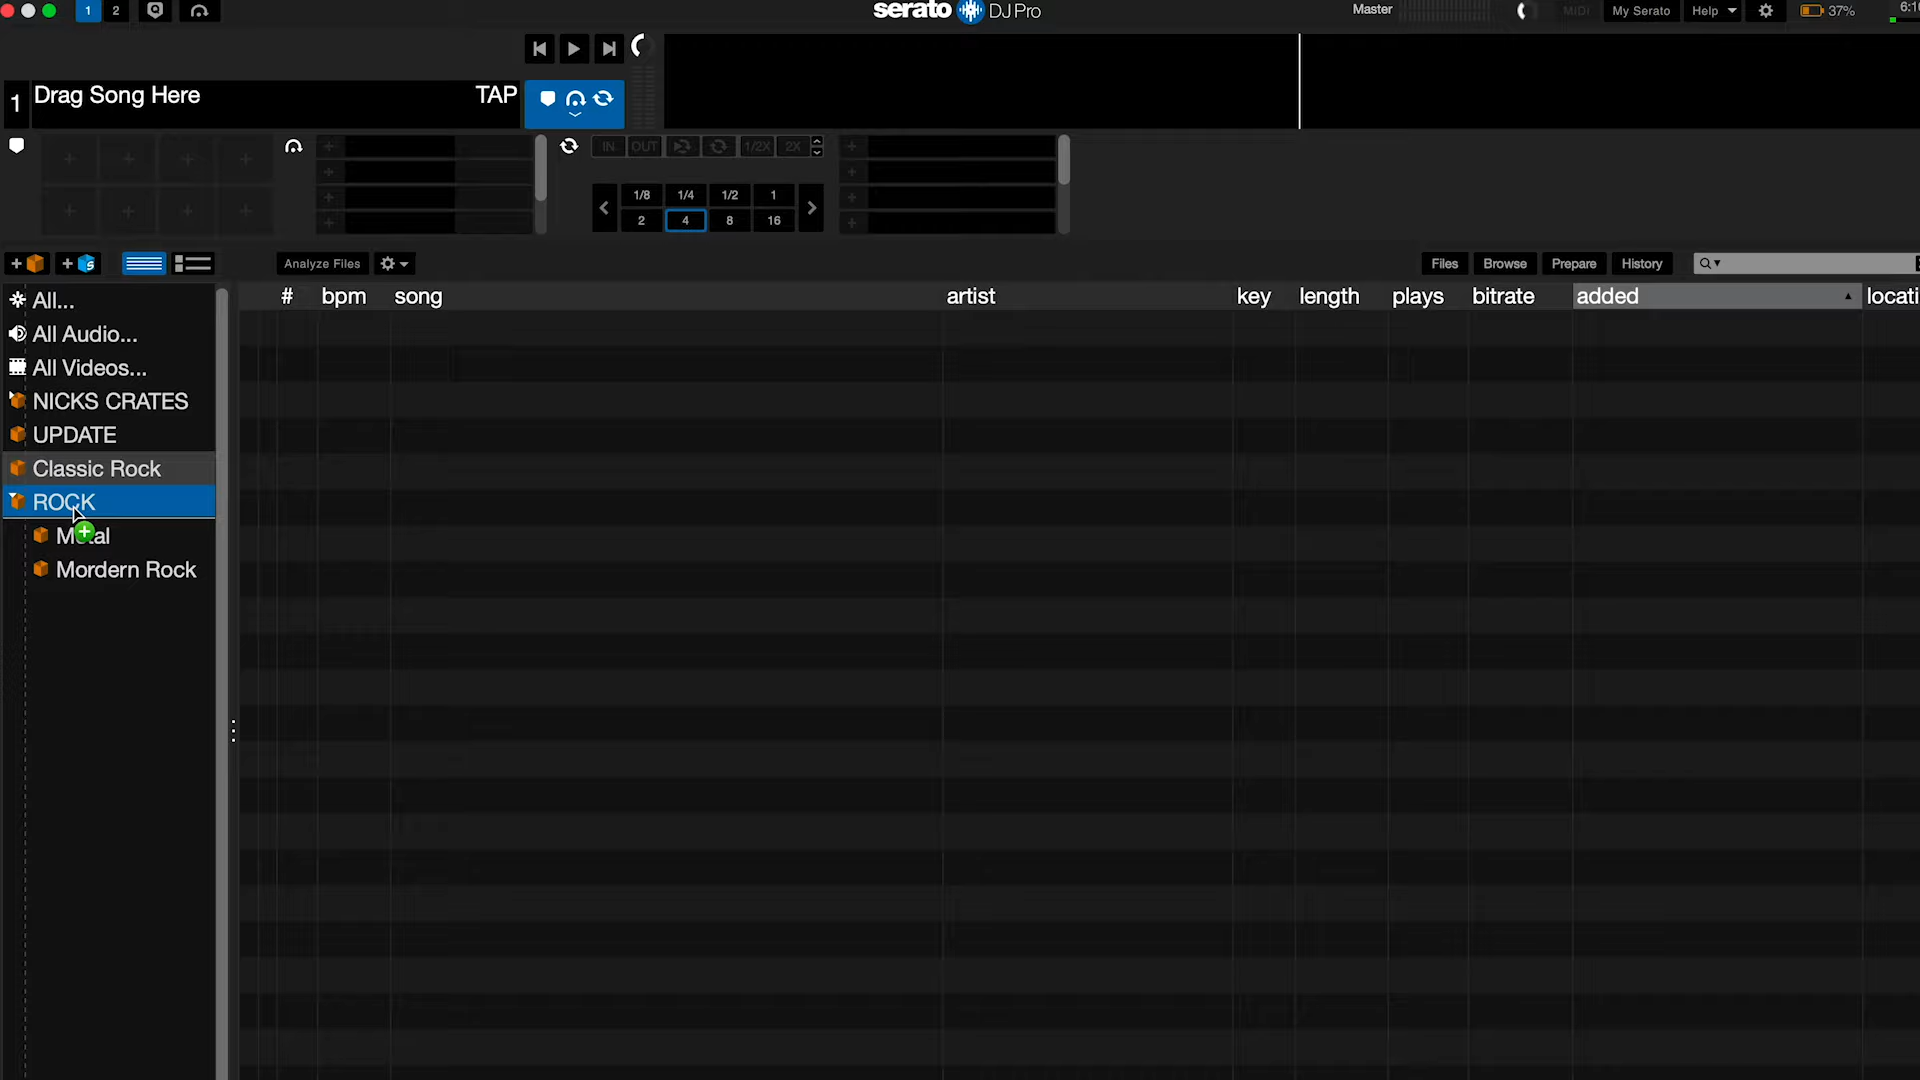 1 2 serato DJ Pro Master MIDI My Serato Help 37%
1 Drag Song Here TAP
IN OUT 1/2X 2X
1/8 1/4 1/2 1
2 4 8 16
Analyze Files Files Browse Prepare History
# bpm song artist key length plays bitrate added locati
All...
All Audio...
All Videos...
NICKS CRATES
UPDATE
Classic Rock
ROCK
Metal
Mordern Rock